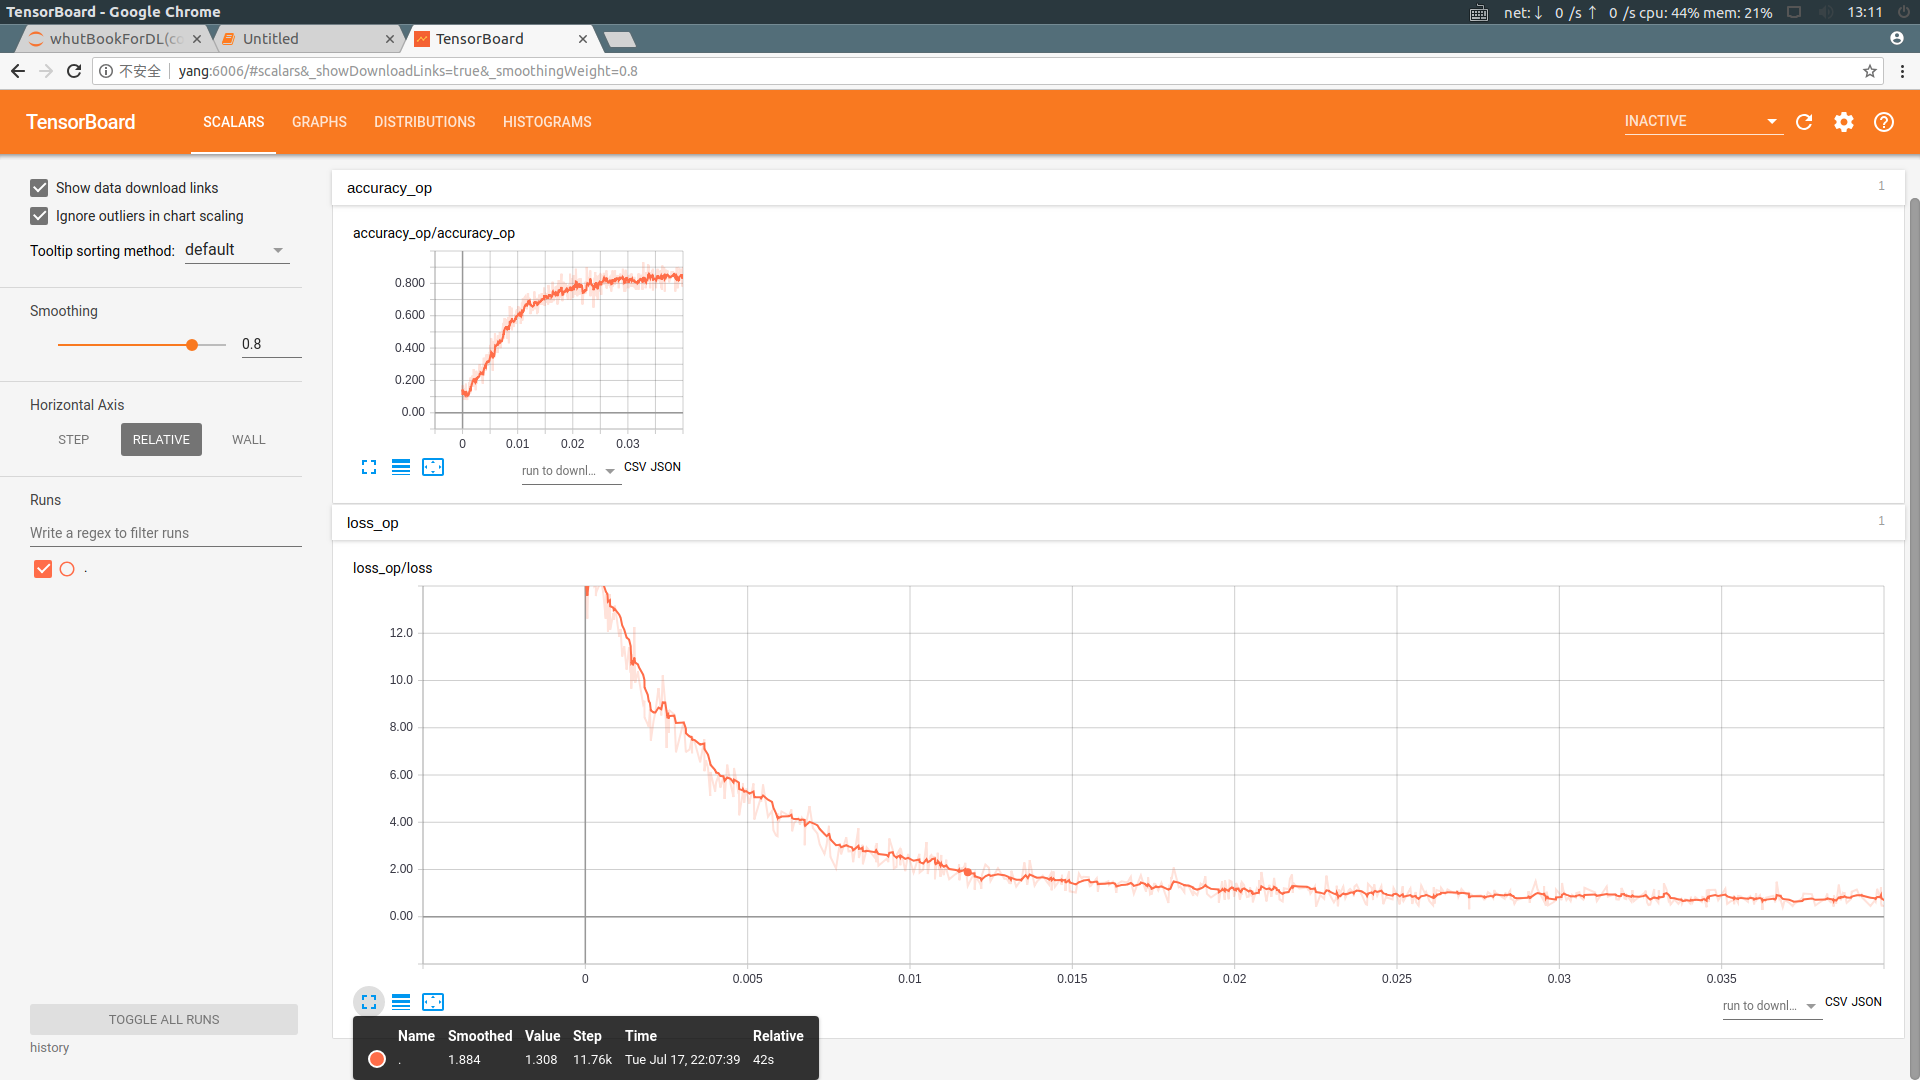 TensorBoard - Google Chrome
net: 0 /s 0 /s cpu: 44% mem: 21% 13:11
whutBookForDL(co
Untitled
TensorBoard
不安全 yang:6006/#scalars&_showDownloadLinks=true&_smoothingWeight=0.8
TensorBoard SCALARS GRAPHS DISTRIBUTIONS HISTOGRAMS INACTIVE
Show data download links
Ignore outliers in chart scaling
Tooltip sorting method: default
Smoothing
0.8
Horizontal Axis
STEP RELATIVE WALL
Runs
Write a regex to filter runs
.
TOGGLE ALL RUNS
history
accuracy_op 1
accuracy_op/accuracy_op
0.800
0.600
0.400
0.200
0.00
0 0.01 0.02 0.03
run to downl... CSV JSON
loss_op 1
loss_op/loss
12.0
10.0
8.00
6.00
4.00
2.00
0.00
0 0.005 0.01 0.015 0.02 0.025 0.03 0.035
run to downl... CSV JSON
Name Smoothed Value Step Time Relative
. 1.884 1.308 11.76k Tue Jul 17, 22:07:39 42s